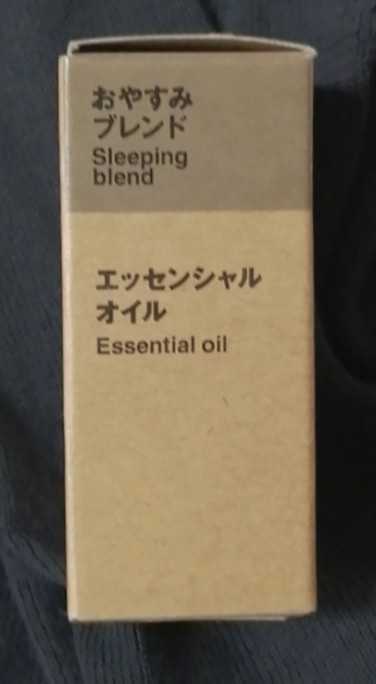 おやすみ
ブレンド
Sleeping
blend
エッセンシャル
オイル
Essential oil